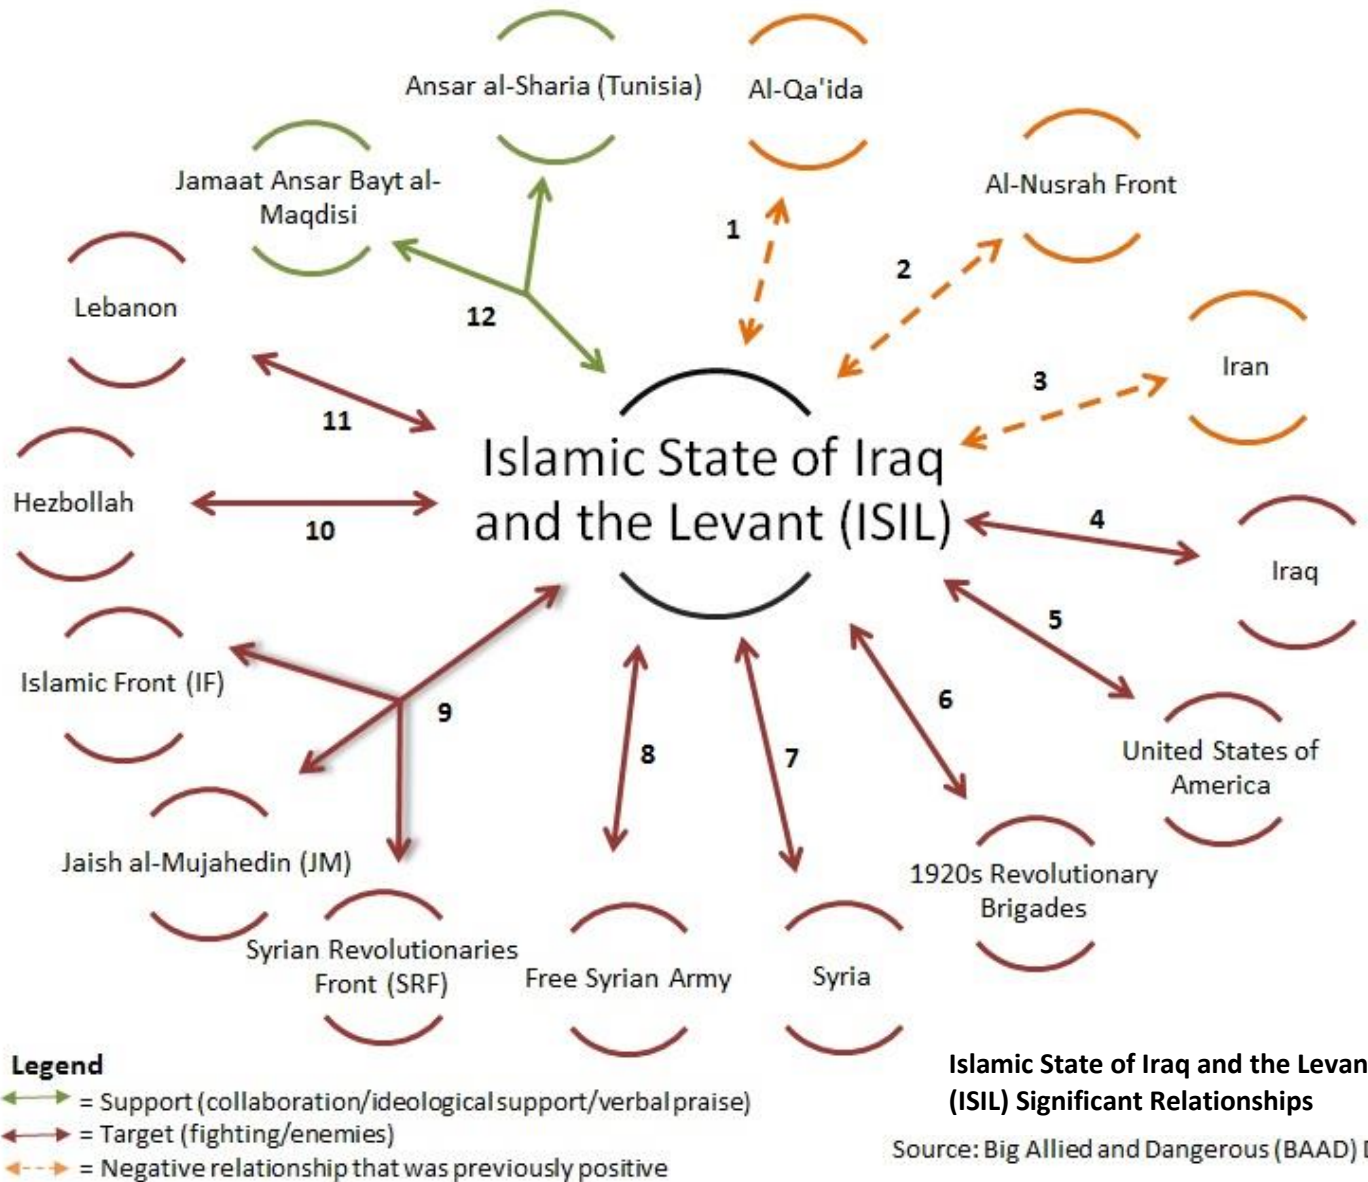 Ansar al-Sharia (Tunisia)
Al-Qa'ida
Jamaat Ansar Bayt al-
Maqdisi
Al-Nusrah Front
1
2
Lebanon
12
Iran
3
11
Islamic State of Iraq
and the Levant (ISIL)
Hezbollah
10
4
Iraq
5
Islamic Front (IF)
9
6
8
7
United States of
America
Jaish al-Mujahedin (JM)
1920s Revolutionary
Brigades
Syrian Revolutionaries
Front (SRF)
Free Syrian Army
Syria
Legend
= Support (collaboration/ideological support/verbal praise)
= Target (fighting/enemies)
= Negative relationship that was previously positive
Islamic State of Iraq and the Levan
(ISIL) Significant Relationships
Source: Big Allied and Dangerous (BAAD)